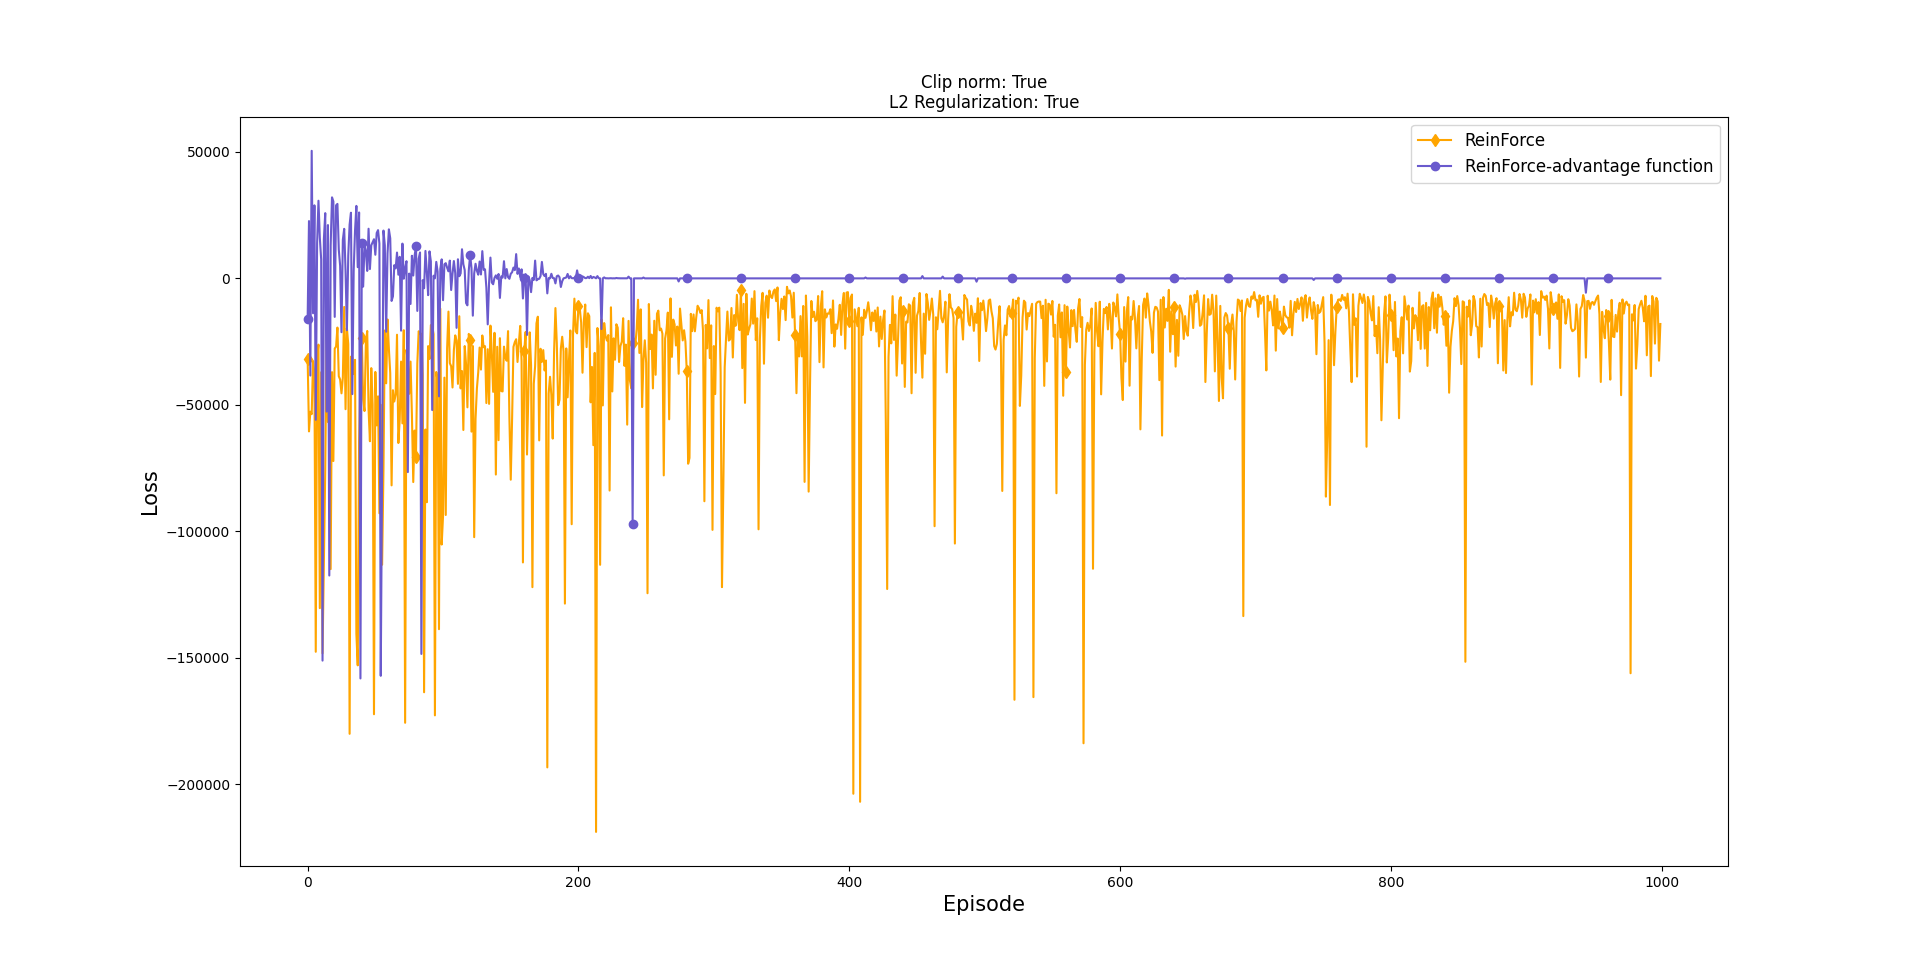 Clip norm: True
L2 Regularization: True
ReinForce
ReinForce-advantage function
50000
0
−50000
−100000
−150000
−200000
Loss
0
200
400
600
800
1000
Episode